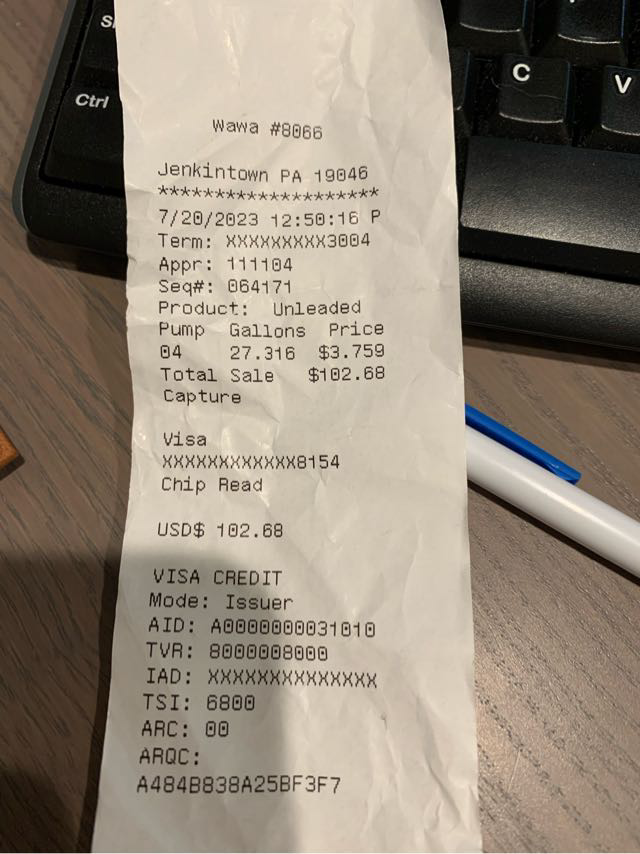 Wawa #8066
Jenkintown PA 19046
********************
7/20/2023 12:50:16 P
Term: XXXXXXXXX3004
Appr: 111104
Seq#: 064171
Product: Unleaded
Pump Gallons Price
04 27.316 $3.759
Total Sale $102.68
Capture
Visa
XXXXXXXXXXXX8154
Chip Read
USD$ 102.68
VISA CREDIT
Mode: Issuer
AID: A0000000031010
TVR: 8000008000
IAD: XXXXXXXXXXXXXX
TSI: 6800
ARC: 00
ARQC:
A484B838A25BF3F7
Ctrl
C
V